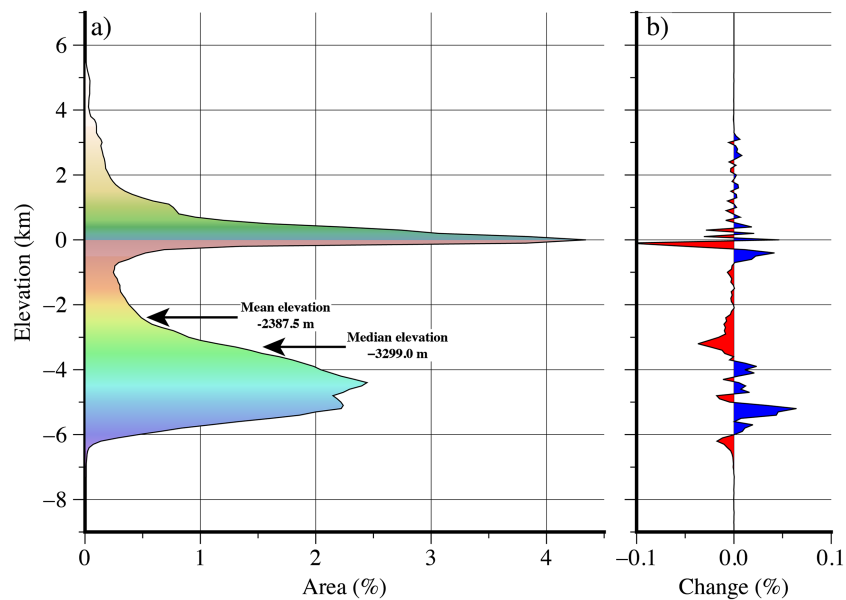 a)
b)
6
4
2
0
−2
−4
−6
−8
Elevation (km)
Mean elevation
-2387.5 m
Median elevation
−3299.0 m
0 1 2 3 4
Area (%)
−0.1 0.0 0.1
Change (%)